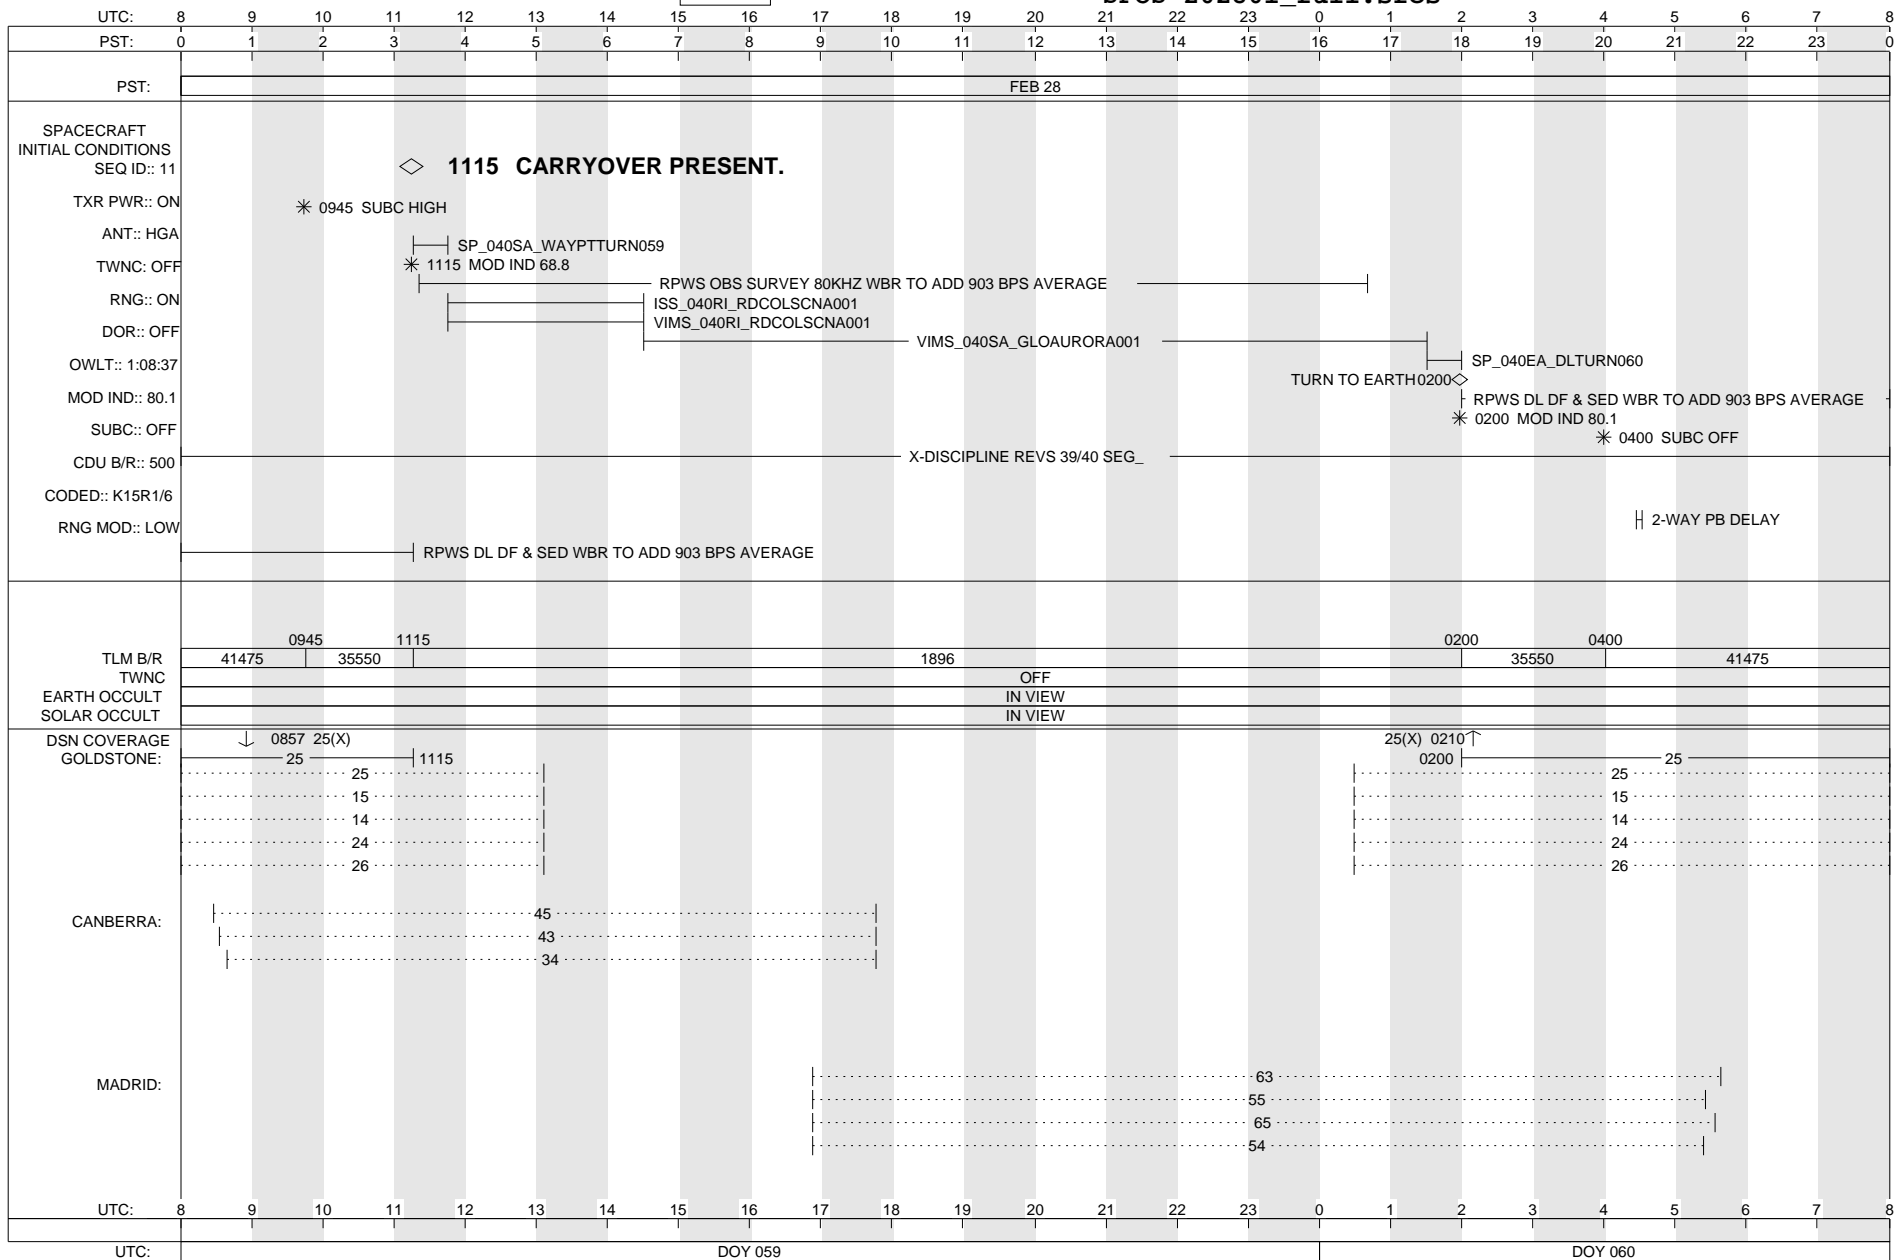 UTC: 8 9 10 11 12 13 14 15 16 17 18 19 20 21 22 23 0 1 2 3 4 5 6 7 8
PST: 0 1 2 3 4 5 6 7 8 9 10 11 12 13 14 15 16 17 18 19 20 21 22 23 0
PST: FEB 28
SPACECRAFT
INITIAL CONDITIONS
SEQ ID:: 11
1115 CARRYOVER PRESENT.
TXR PWR:: ON
0945 SUBC HIGH
ANT:: HGA
SP_040SA_WAYPTTURN059
TWNC: OFF
1115 MOD IND 68.8
RPWS OBS SURVEY 80KHZ WBR TO ADD 903 BPS AVERAGE
RNG:: ON
ISS_040RI_RDCOLSCNA001
VIMS_040RI_RDCOLSCNA001
DOR:: OFF
VIMS_040SA_GLOAURORA001
OWLT:: 1:08:37
SP_040EA_DLTURN060
TURN TO EARTH 0200
MOD IND:: 80.1
RPWS DL DF & SED WBR TO ADD 903 BPS AVERAGE
0200 MOD IND 80.1
SUBC:: OFF
0400 SUBC OFF
CDU B/R:: 500
X-DISCIPLINE REVS 39/40 SEG_
CODED:: K15R1/6
2-WAY PB DELAY
RNG MOD:: LOW
RPWS DL DF & SED WBR TO ADD 903 BPS AVERAGE
0945 1115 0200 0400
TLM B/R 41475 35550 1896 35550 41475
TWNC OFF
EARTH OCCULT IN VIEW
SOLAR OCCULT IN VIEW
DSN COVERAGE 0857 25(X) 25(X) 0210
GOLDSTONE: 25 1115 0200 25
25 25
15 15
14 14
24 24
26 26
CANBERRA: 45
43
34
MADRID: 63
55
65
54
UTC: 8 9 10 11 12 13 14 15 16 17 18 19 20 21 22 23 0 1 2 3 4 5 6 7 8
UTC: DOY 059 DOY 060